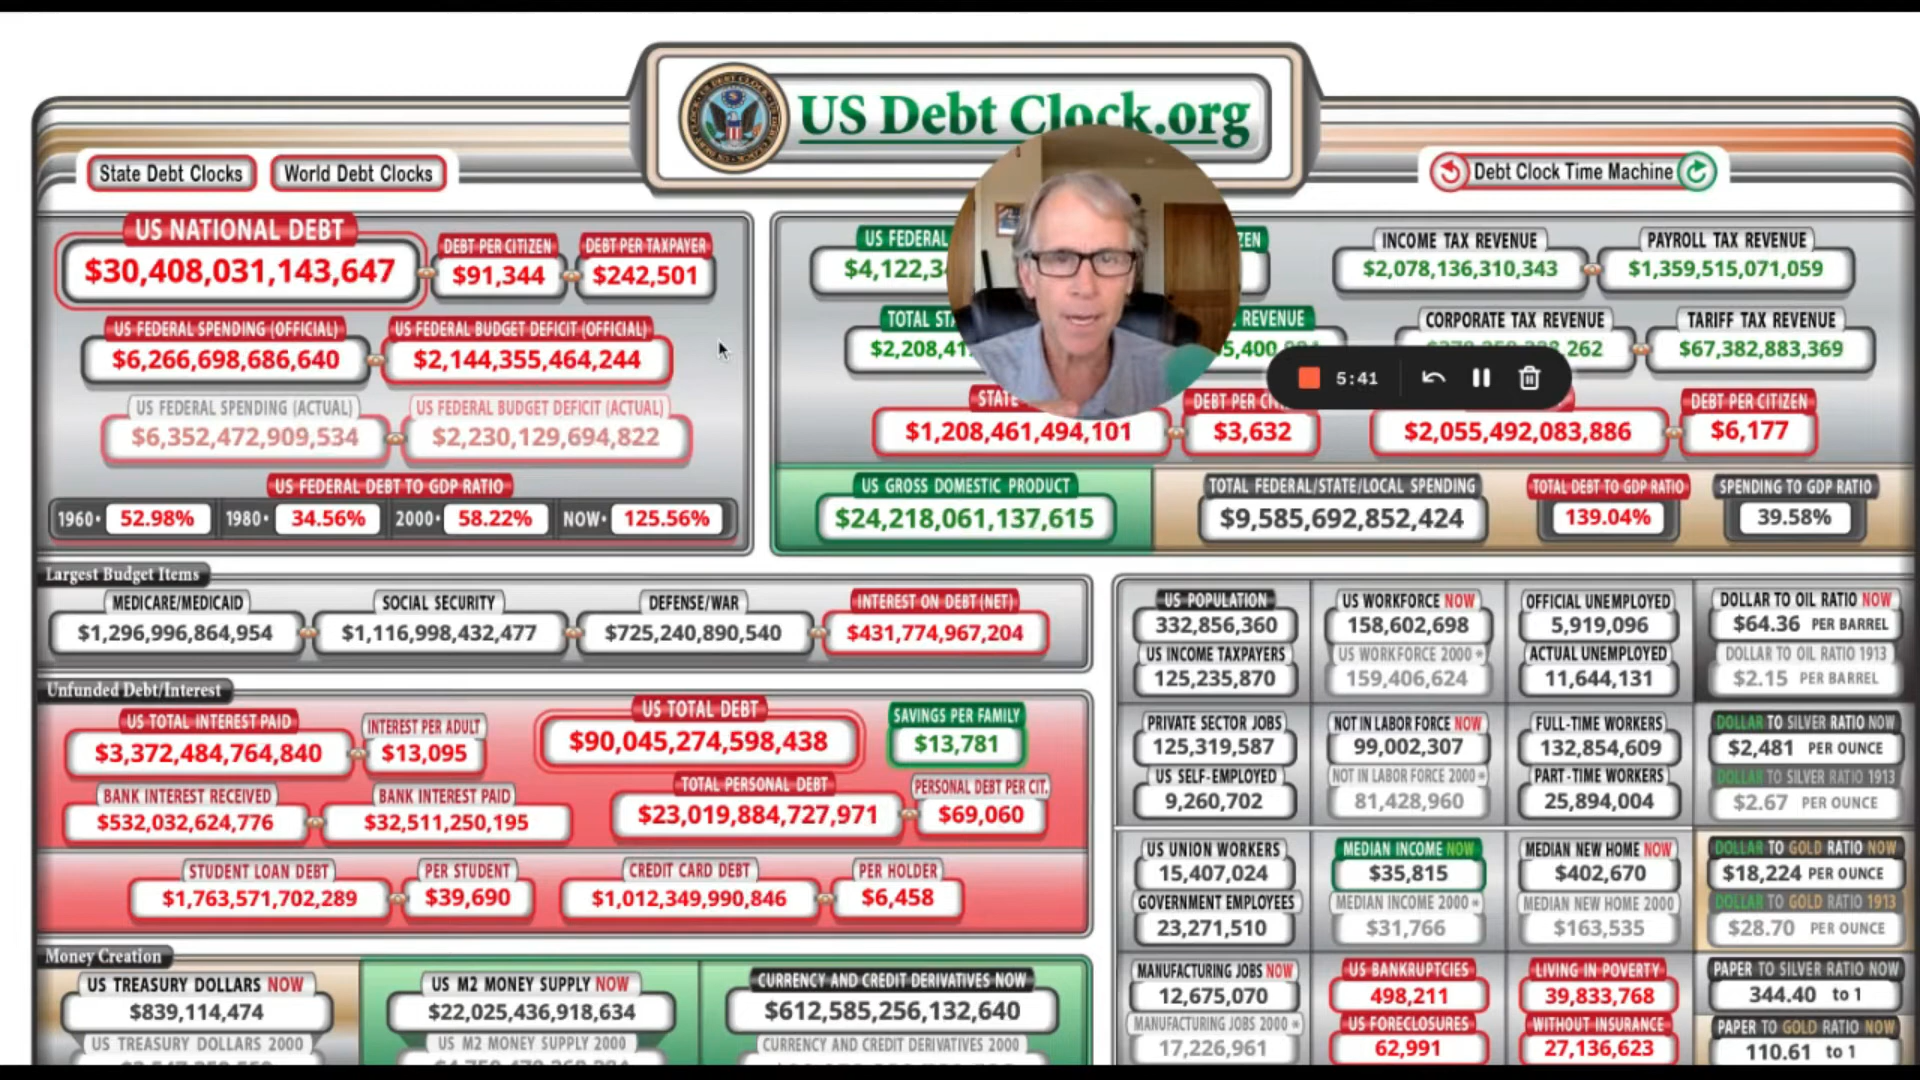 US Debt Clock.org
State Debt Clocks
World Debt Clocks
Debt Clock Time Machine
US NATIONAL DEBT
$30,408,031,143,647
DEBT PER CITIZEN
$91,344
DEBT PER TAXPAYER
$242,501
US FEDERAL SPENDING (OFFICIAL)
$6,266,698,686,640
US FEDERAL BUDGET DEFICIT (OFFICIAL)
$2,144,355,464,244
US FEDERAL SPENDING (ACTUAL)
$6,352,472,909,534
US FEDERAL BUDGET DEFICIT (ACTUAL)
$2,230,129,694,822
US FEDERAL DEBT TO GDP RATIO
1960• 52.98% 1980• 34.56% 2000• 58.22% NOW• 125.56%
US FEDERAL
$4,122,3
INCOME TAX REVENUE
$2,078,136,310,343
PAYROLL TAX REVENUE
$1,359,515,071,059
REVENUE
$2,208,41
CORPORATE TAX REVENUE
TARIFF TAX REVENUE
$67,382,883,369
5:41
STATE
$1,208,461,494,101
DEBT PER
$3,632
$2,055,492,083,886
DEBT PER CITIZEN
$6,177
US GROSS DOMESTIC PRODUCT
$24,218,061,137,615
TOTAL FEDERAL/STATE/LOCAL SPENDING
$9,585,692,852,424
TOTAL DEBT TO GDP RATIO
139.04%
SPENDING TO GDP RATIO
39.58%
Largest Budget Items
MEDICARE/MEDICAID
$1,296,996,864,954
SOCIAL SECURITY
$1,116,998,432,477
DEFENSE/WAR
$725,240,890,540
INTEREST ON DEBT (NET)
$431,774,967,204
Unfunded Debt/Interest
US TOTAL INTEREST PAID
$3,372,484,764,840
INTEREST PER ADULT
$13,095
US TOTAL DEBT
$90,045,274,598,438
SAVINGS PER FAMILY
$13,781
BANK INTEREST RECEIVED
$532,032,624,776
BANK INTEREST PAID
$32,511,250,195
TOTAL PERSONAL DEBT
$23,019,884,727,971
PERSONAL DEBT PER CIT.
$69,060
STUDENT LOAN DEBT
$1,763,571,702,289
PER STUDENT
$39,690
CREDIT CARD DEBT
$1,012,349,990,846
PER HOLDER
$6,458
Money Creation
US TREASURY DOLLARS NOW
$839,114,474
US TREASURY DOLLARS 2000
US M2 MONEY SUPPLY NOW
$22,025,436,918,634
US M2 MONEY SUPPLY 2000
CURRENCY AND CREDIT DERIVATIVES NOW
$612,585,256,132,640
CURRENCY AND CREDIT DERIVATIVES 2000
US POPULATION
332,856,360
US INCOME TAXPAYERS
125,235,870
US WORKFORCE NOW
158,602,698
US WORKFORCE 2000
159,406,624
OFFICIAL UNEMPLOYED
5,919,096
ACTUAL UNEMPLOYED
11,644,131
DOLLAR TO OIL RATIO NOW
$64.36 PER BARREL
DOLLAR TO OIL RATIO 1913
$2.15 PER BARREL
PRIVATE SECTOR JOBS
125,319,587
US SELF-EMPLOYED
9,260,702
NOT IN LABOR FORCE NOW
99,002,307
NOT IN LABOR FORCE 2000
81,428,960
FULL-TIME WORKERS
132,854,609
PART-TIME WORKERS
25,894,004
DOLLAR TO SILVER RATIO NOW
$2,481 PER OUNCE
DOLLAR TO SILVER RATIO 1913
$2.67 PER OUNCE
US UNION WORKERS
15,407,024
GOVERNMENT EMPLOYEES
23,271,510
MEDIAN INCOME NOW
$35,815
MEDIAN INCOME 2000
$31,766
MEDIAN NEW HOME NOW
$402,670
MEDIAN NEW HOME 2000
$163,535
DOLLAR TO GOLD RATIO NOW
$18,224 PER OUNCE
DOLLAR TO GOLD RATIO 1913
$28.70 PER OUNCE
MANUFACTURING JOBS NOW
12,675,070
MANUFACTURING JOBS 2000
17,226,961
US BANKRUPTCIES
498,211
US FORECLOSURES
62,991
LIVING IN POVERTY
39,833,768
WITHOUT INSURANCE
27,136,623
PAPER TO SILVER RATIO NOW
344.40 to 1
PAPER TO GOLD RATIO NOW
110.61 to 1